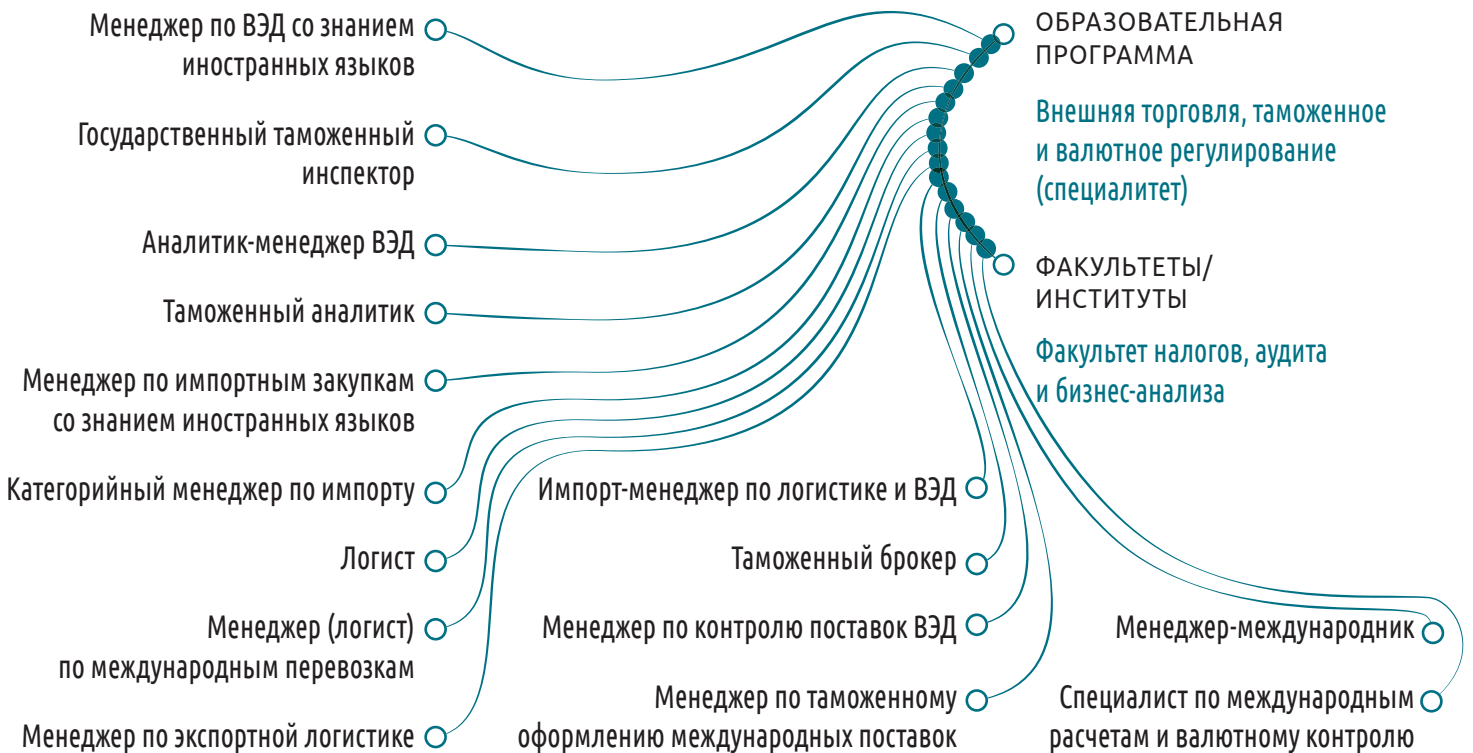 Менеджер по ВЭД со знанием
иностранных языков
Государственный таможенный
инспектор
Аналитик-менеджер ВЭД
Таможенный аналитик
Менеджер по импортным закупкам
со знанием иностранных языков
Категорийный менеджер по импорту
Логист
Менеджер (логист)
по международным перевозкам
Менеджер по экспортной логистике
Импорт-менеджер по логистике и ВЭД
Таможенный брокер
Менеджер по контролю поставок ВЭД
Менеджер по таможенному
оформлению международных поставок
Менеджер-международник
Специалист по международным
расчетам и валютному контролю
ОБРАЗОВАТЕЛЬНАЯ
ПРОГРАММА
Внешняя торговля, таможенное
и валютное регулирование
(специалитет)
ФАКУЛЬТЕТЫ/
ИНСТИТУТЫ
Факультет налогов, аудита
и бизнес-анализа